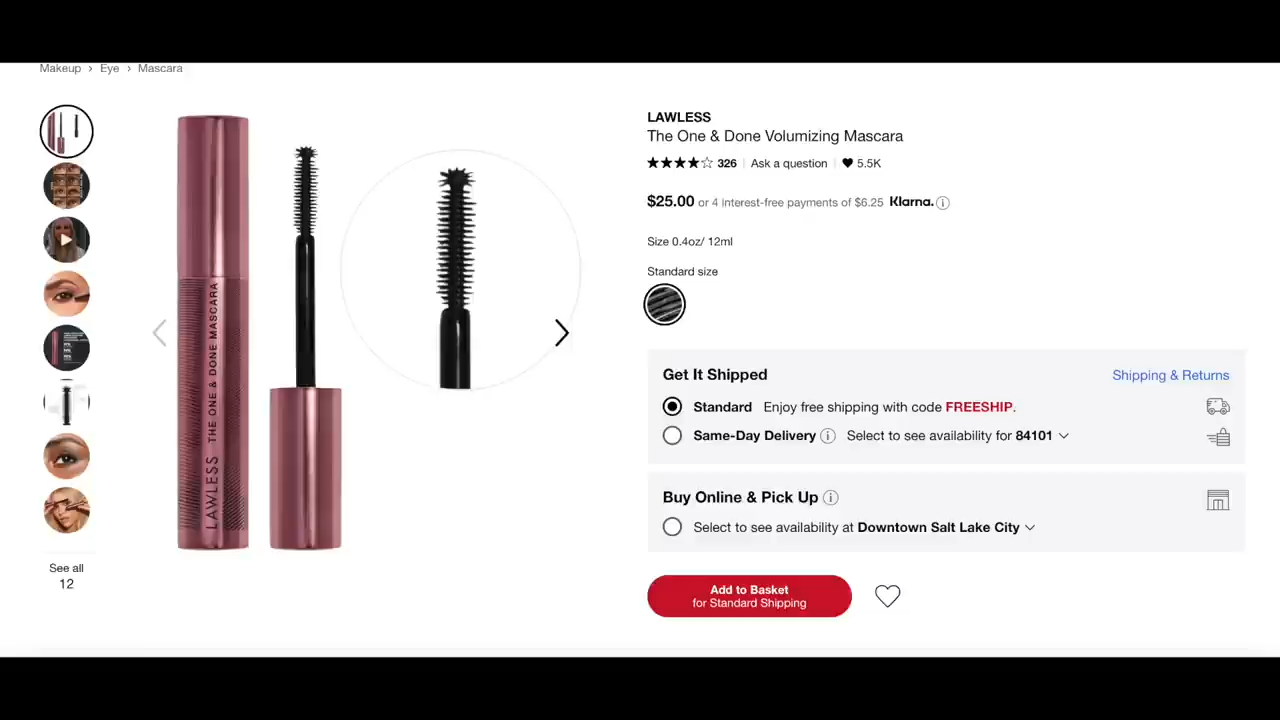 Makeup › Eye › Mascara
LAWLESS
The One & Done Volumizing Mascara
326 | Ask a question | 5.5K
$25.00 or 4 interest-free payments of $6.25 Klarna.
Size 0.4oz/ 12ml
Standard size
Get It Shipped
Shipping & Returns
Standard Enjoy free shipping with code FREESHIP.
Same-Day Delivery Select to see availability for 84101
Buy Online & Pick Up
Select to see availability at Downtown Salt Lake City
Add to Basket
for Standard Shipping
LAWLESS THE ONE & DONE MASCARA
See all
12